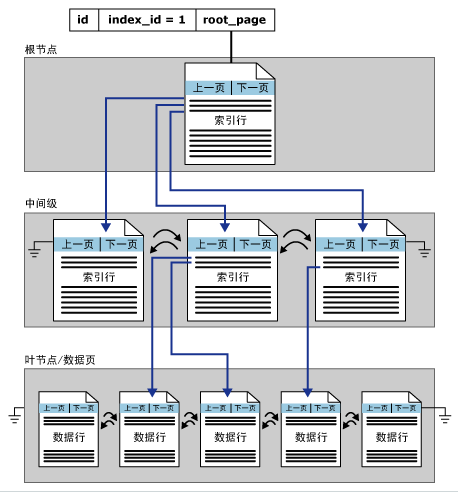 id index_id = 1 root_page
根节点
上一页 下一页
索引行
中间级
上一页 下一页 上一页 下一页 上一页 下一页
索引行 索引行 索引行
叶节点/数据页
上一页 下一页 上一页 下一页 上一页 下一页 上一页 下一页 上一页 下一页
数据行 数据行 数据行 数据行 数据行